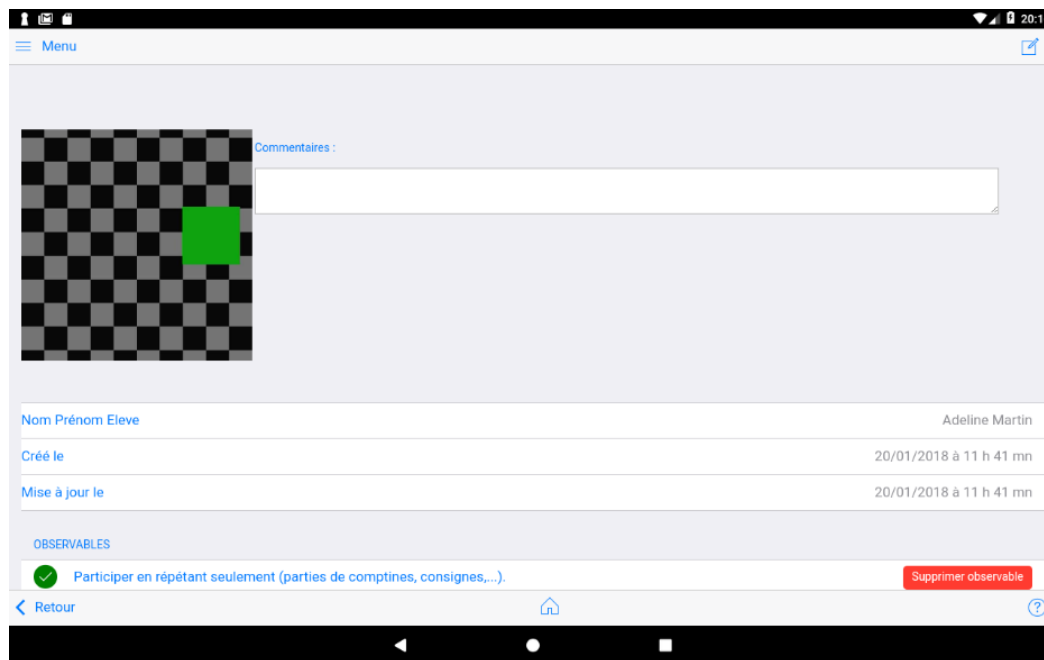 20:1
Menu
Commentaires :
Nom Prénom Eleve Adeline Martin
Créé le 20/01/2018 à 11 h 41 mn
Mise à jour le 20/01/2018 à 11 h 41 mn
OBSERVABLES
Participer en répétant seulement (parties de comptines, consignes,...). Supprimer observable
Retour